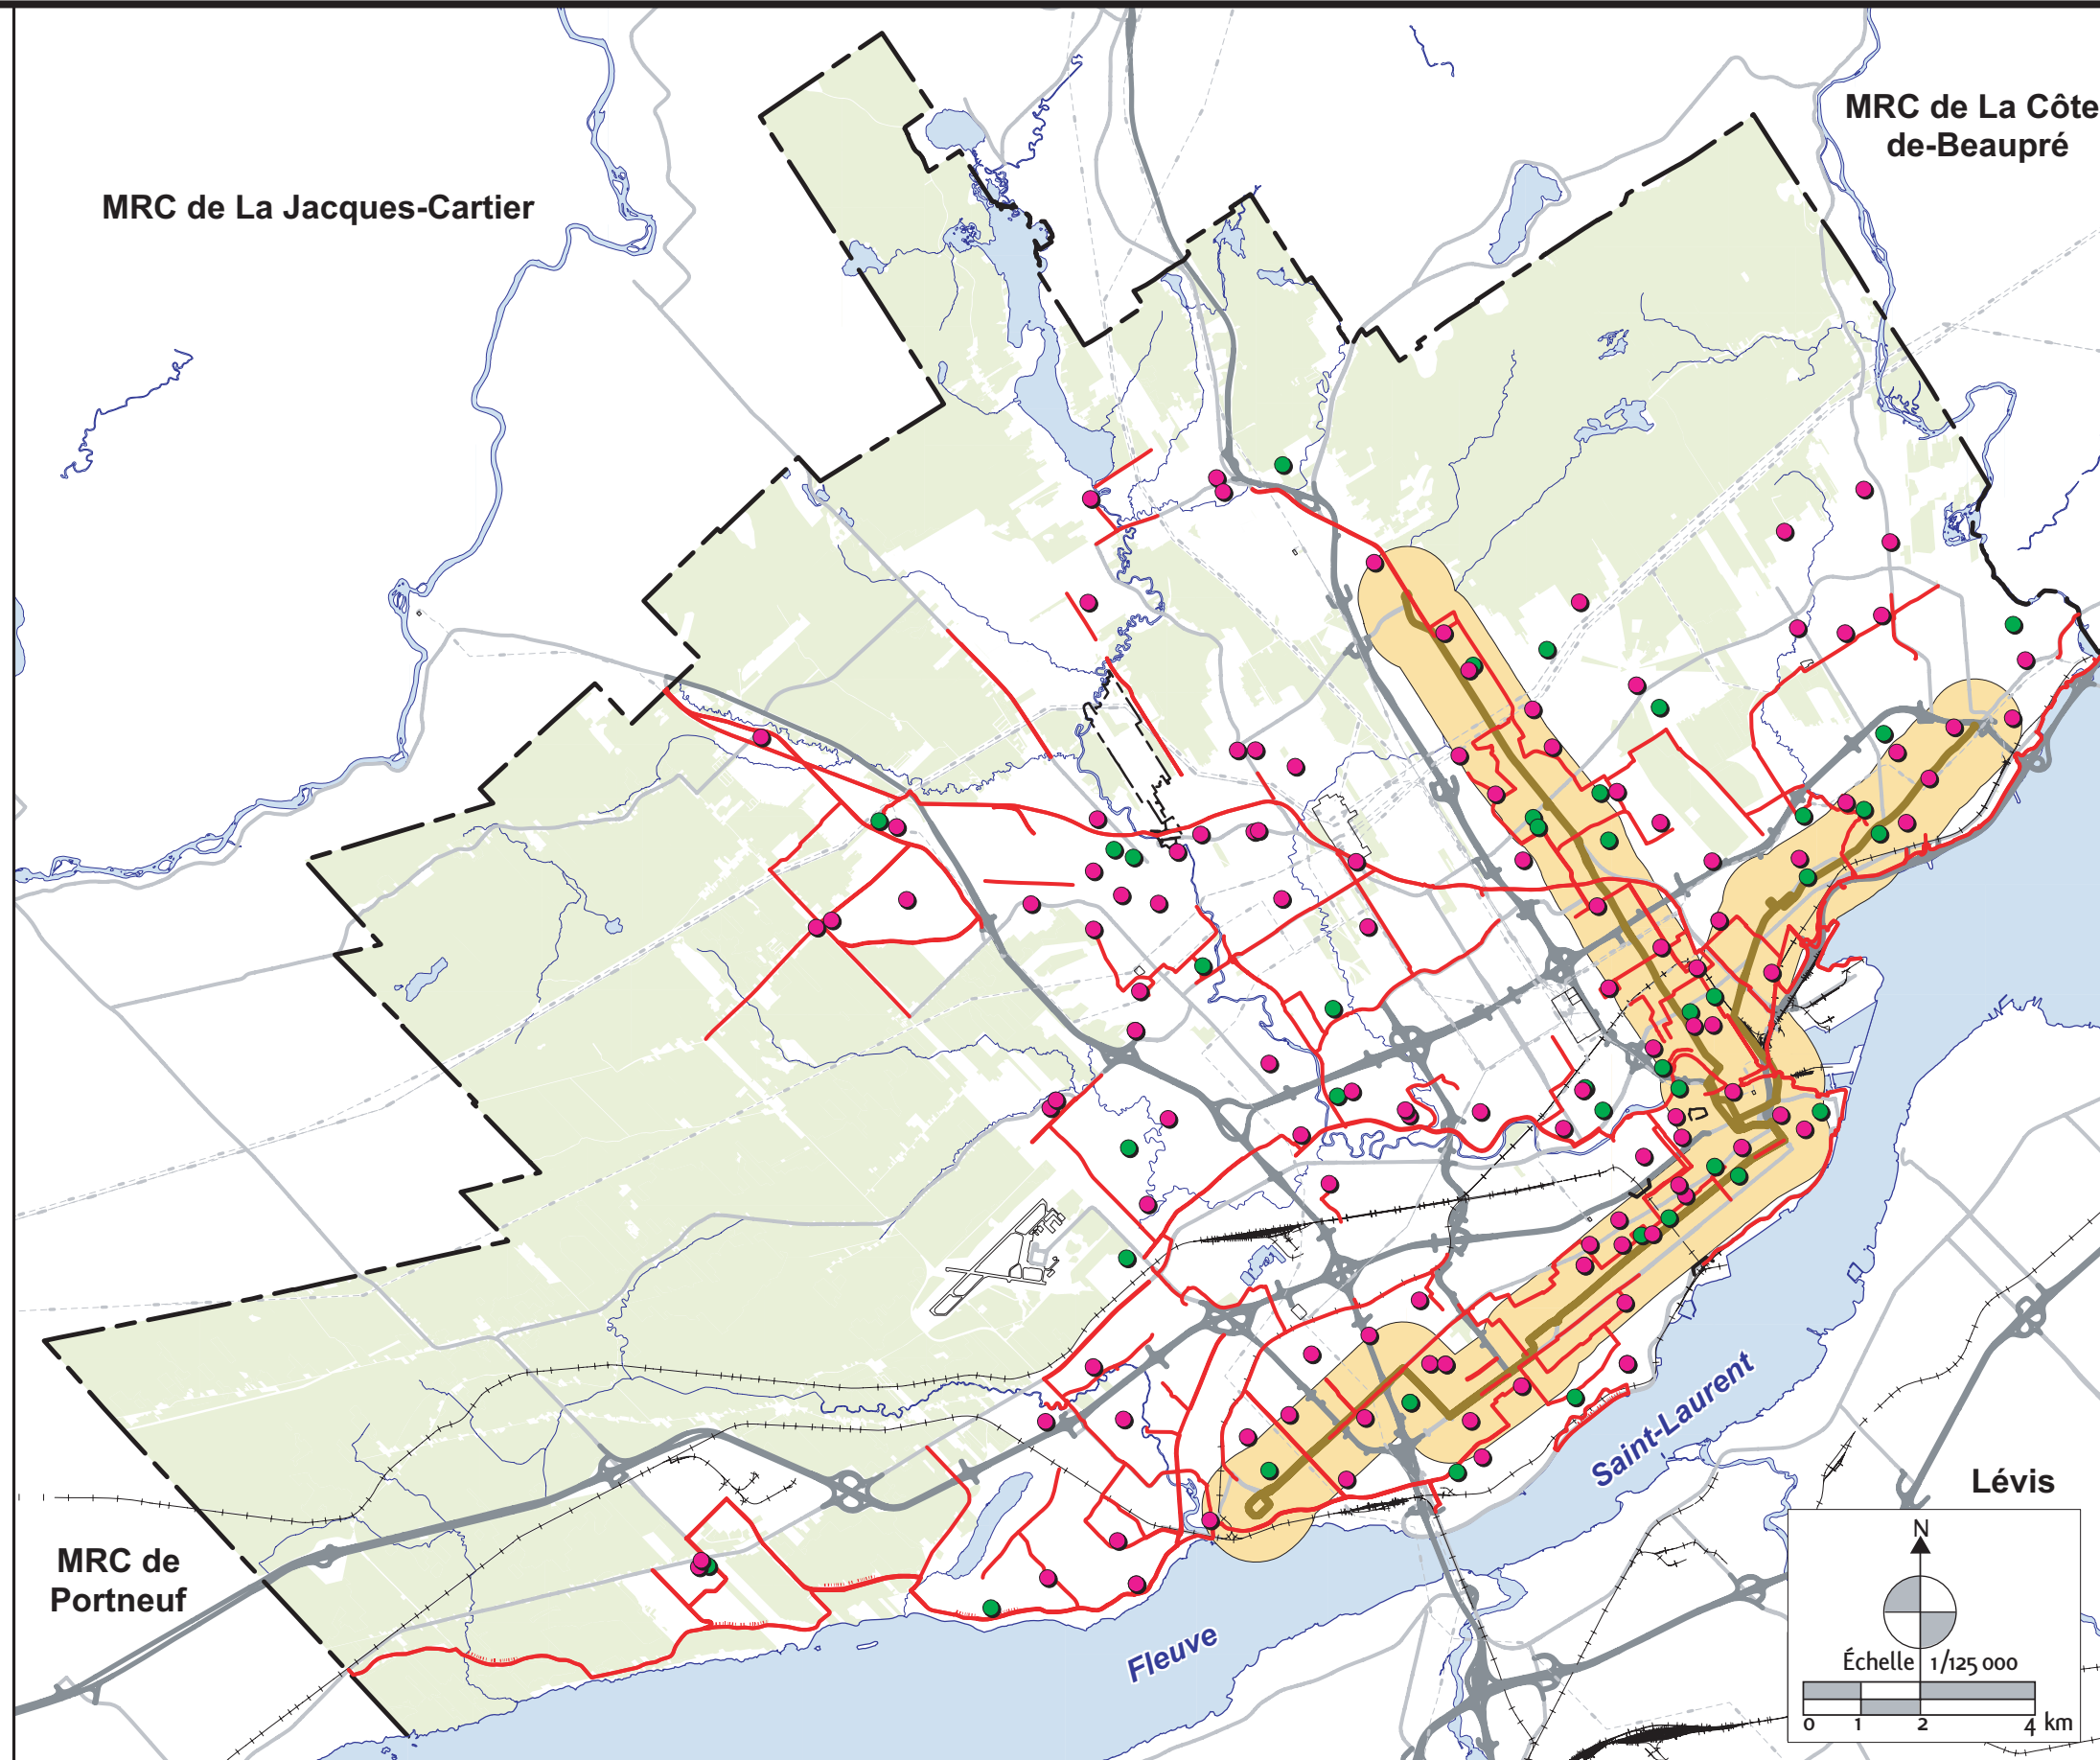 MRC de La Côte
de-Beaupré
MRC de La Jacques-Cartier
Saint-Laurent
Lévis
MRC de
Portneuf
Fleuve
N
Échelle 1/125 000
0 1 2 4 km